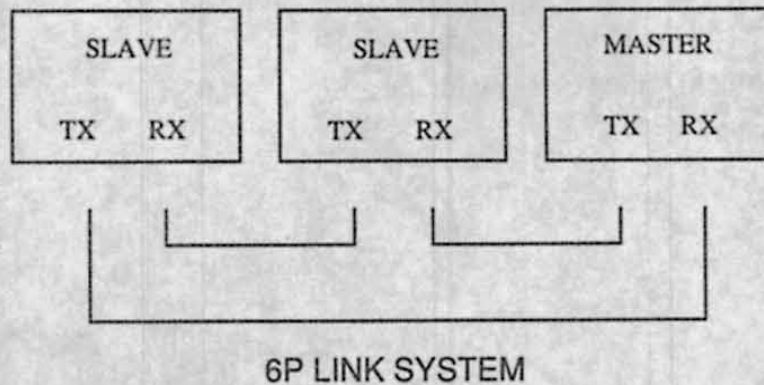 SLAVE SLAVE MASTER
TX RX TX RX TX RX
6P LINK SYSTEM